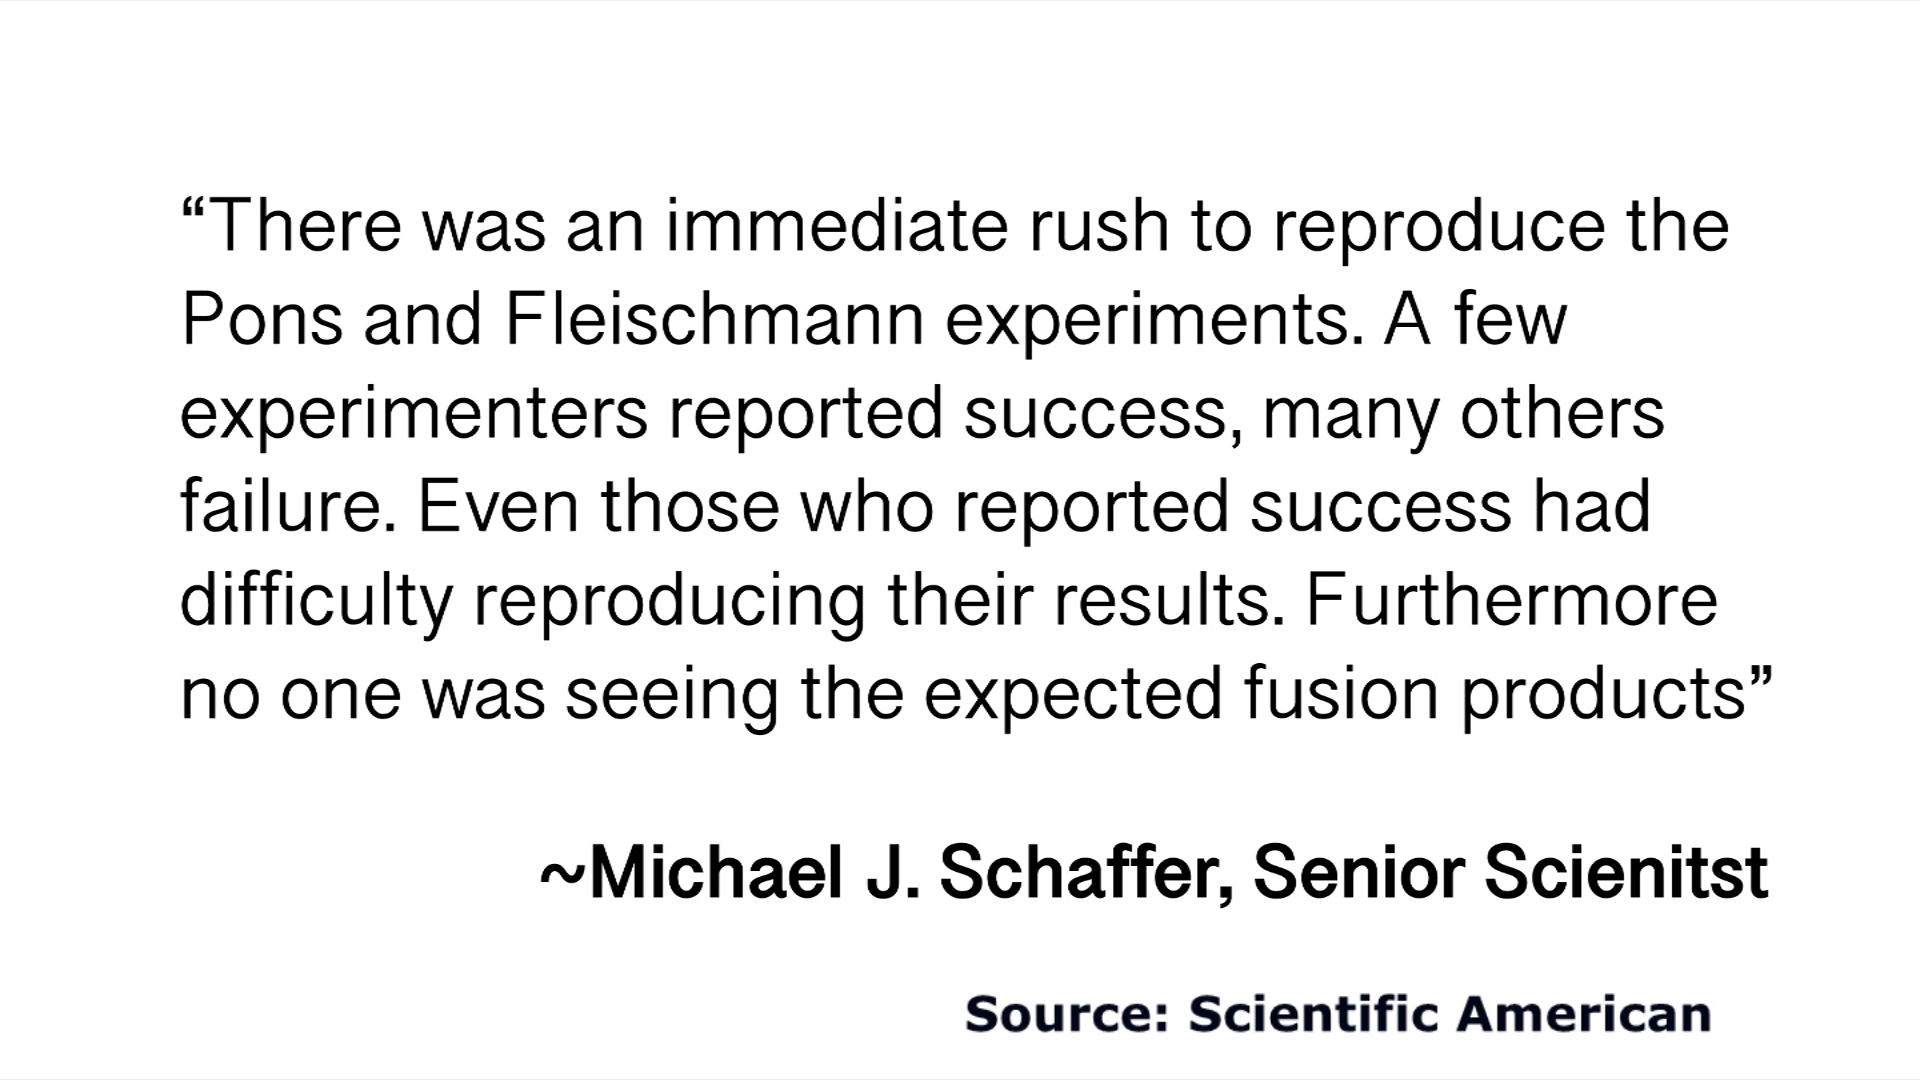 “There was an immediate rush to reproduce the
Pons and Fleischmann experiments. A few
experimenters reported success, many others
failure. Even those who reported success had
difficulty reproducing their results. Furthermore
no one was seeing the expected fusion products”
~Michael J. Schaffer, Senior Scienitst
Source: Scientific American